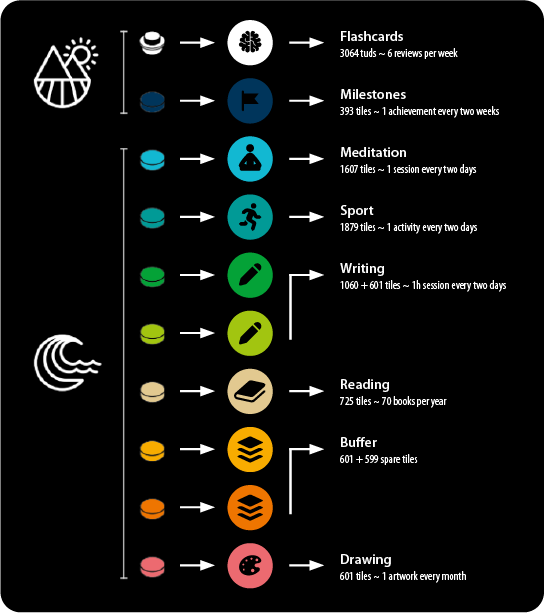 Flashcards
3064 tuds ~ 6 reviews per week
Milestones
393 tiles ~ 1 achievement every two weeks
Meditation
1607 tiles ~ 1 session every two days
Sport
1879 tiles ~ 1 activity every two days
Writing
1060 + 601 tiles ~ 1h session every two days
Reading
725 tiles ~ 70 books per year
Buffer
601 + 599 spare tiles
Drawing
601 tiles ~ 1 artwork every month